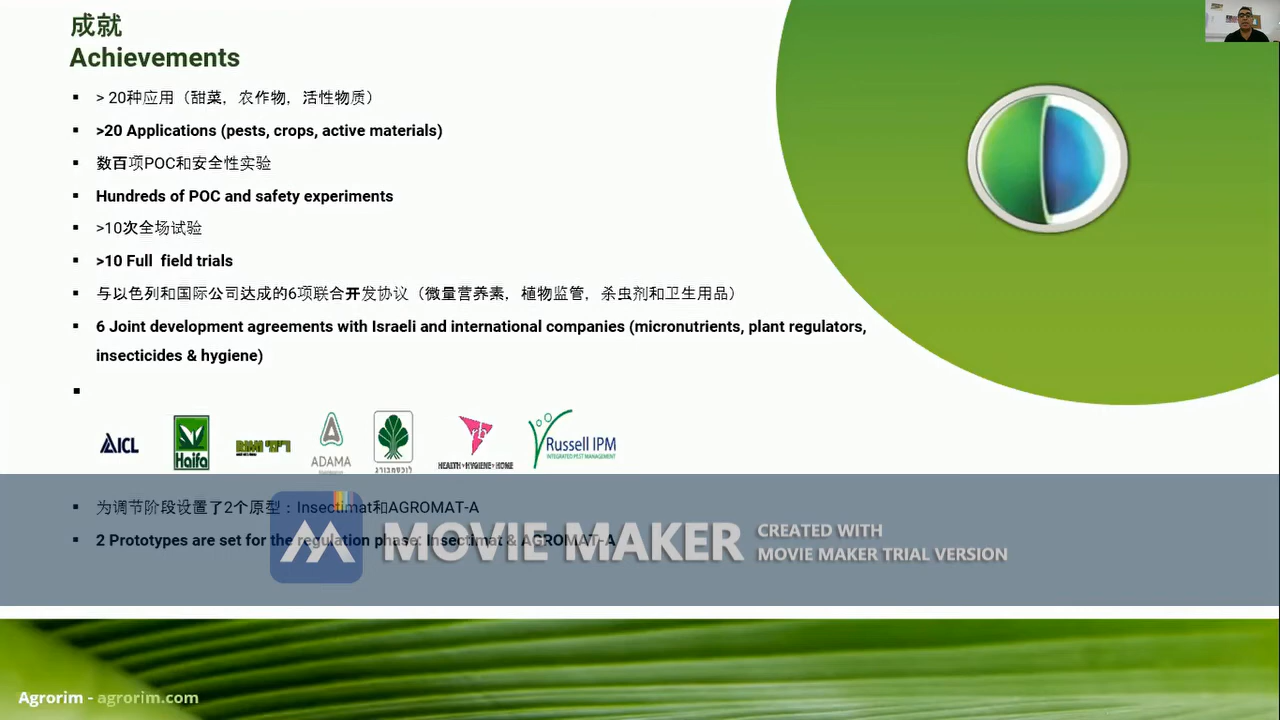 成就
Achievements
> 20种应用（甜菜，农作物，活性物质）
>20 Applications (pests, crops, active materials)
数百项POC和安全性实验
Hundreds of POC and safety experiments
>10次全场试验
>10 Full field trials
与以色列和国际公司达成的6项联合开发协议（微量营养素，植物监管，杀虫剂和卫生用品）
6 Joint development agreements with Israeli and international companies (micronutrients, plant regulators,
insecticides & hygiene)
ICL Haifa רימי RIMI ADAMA rb Russell IPM
HEALTH • HYGIENE • HOME INTEGRATED PEST MANAGEMENT
为调节阶段设置了2个原型：Insectimat和AGROMAT-A
2 Prototypes are set for the regulation phase: Insectimat & AGROMAT-A
MOVIE MAKER CREATED WITH
MOVIE MAKER TRIAL VERSION
Agrorim - agrorim.com